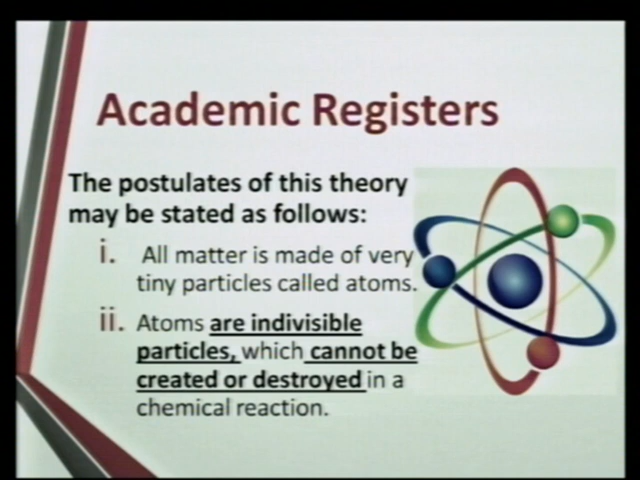 Academic Registers
The postulates of this theory
may be stated as follows:
i. All matter is made of very
tiny particles called atoms.
ii. Atoms are indivisible
particles, which cannot be
created or destroyed in a
chemical reaction.